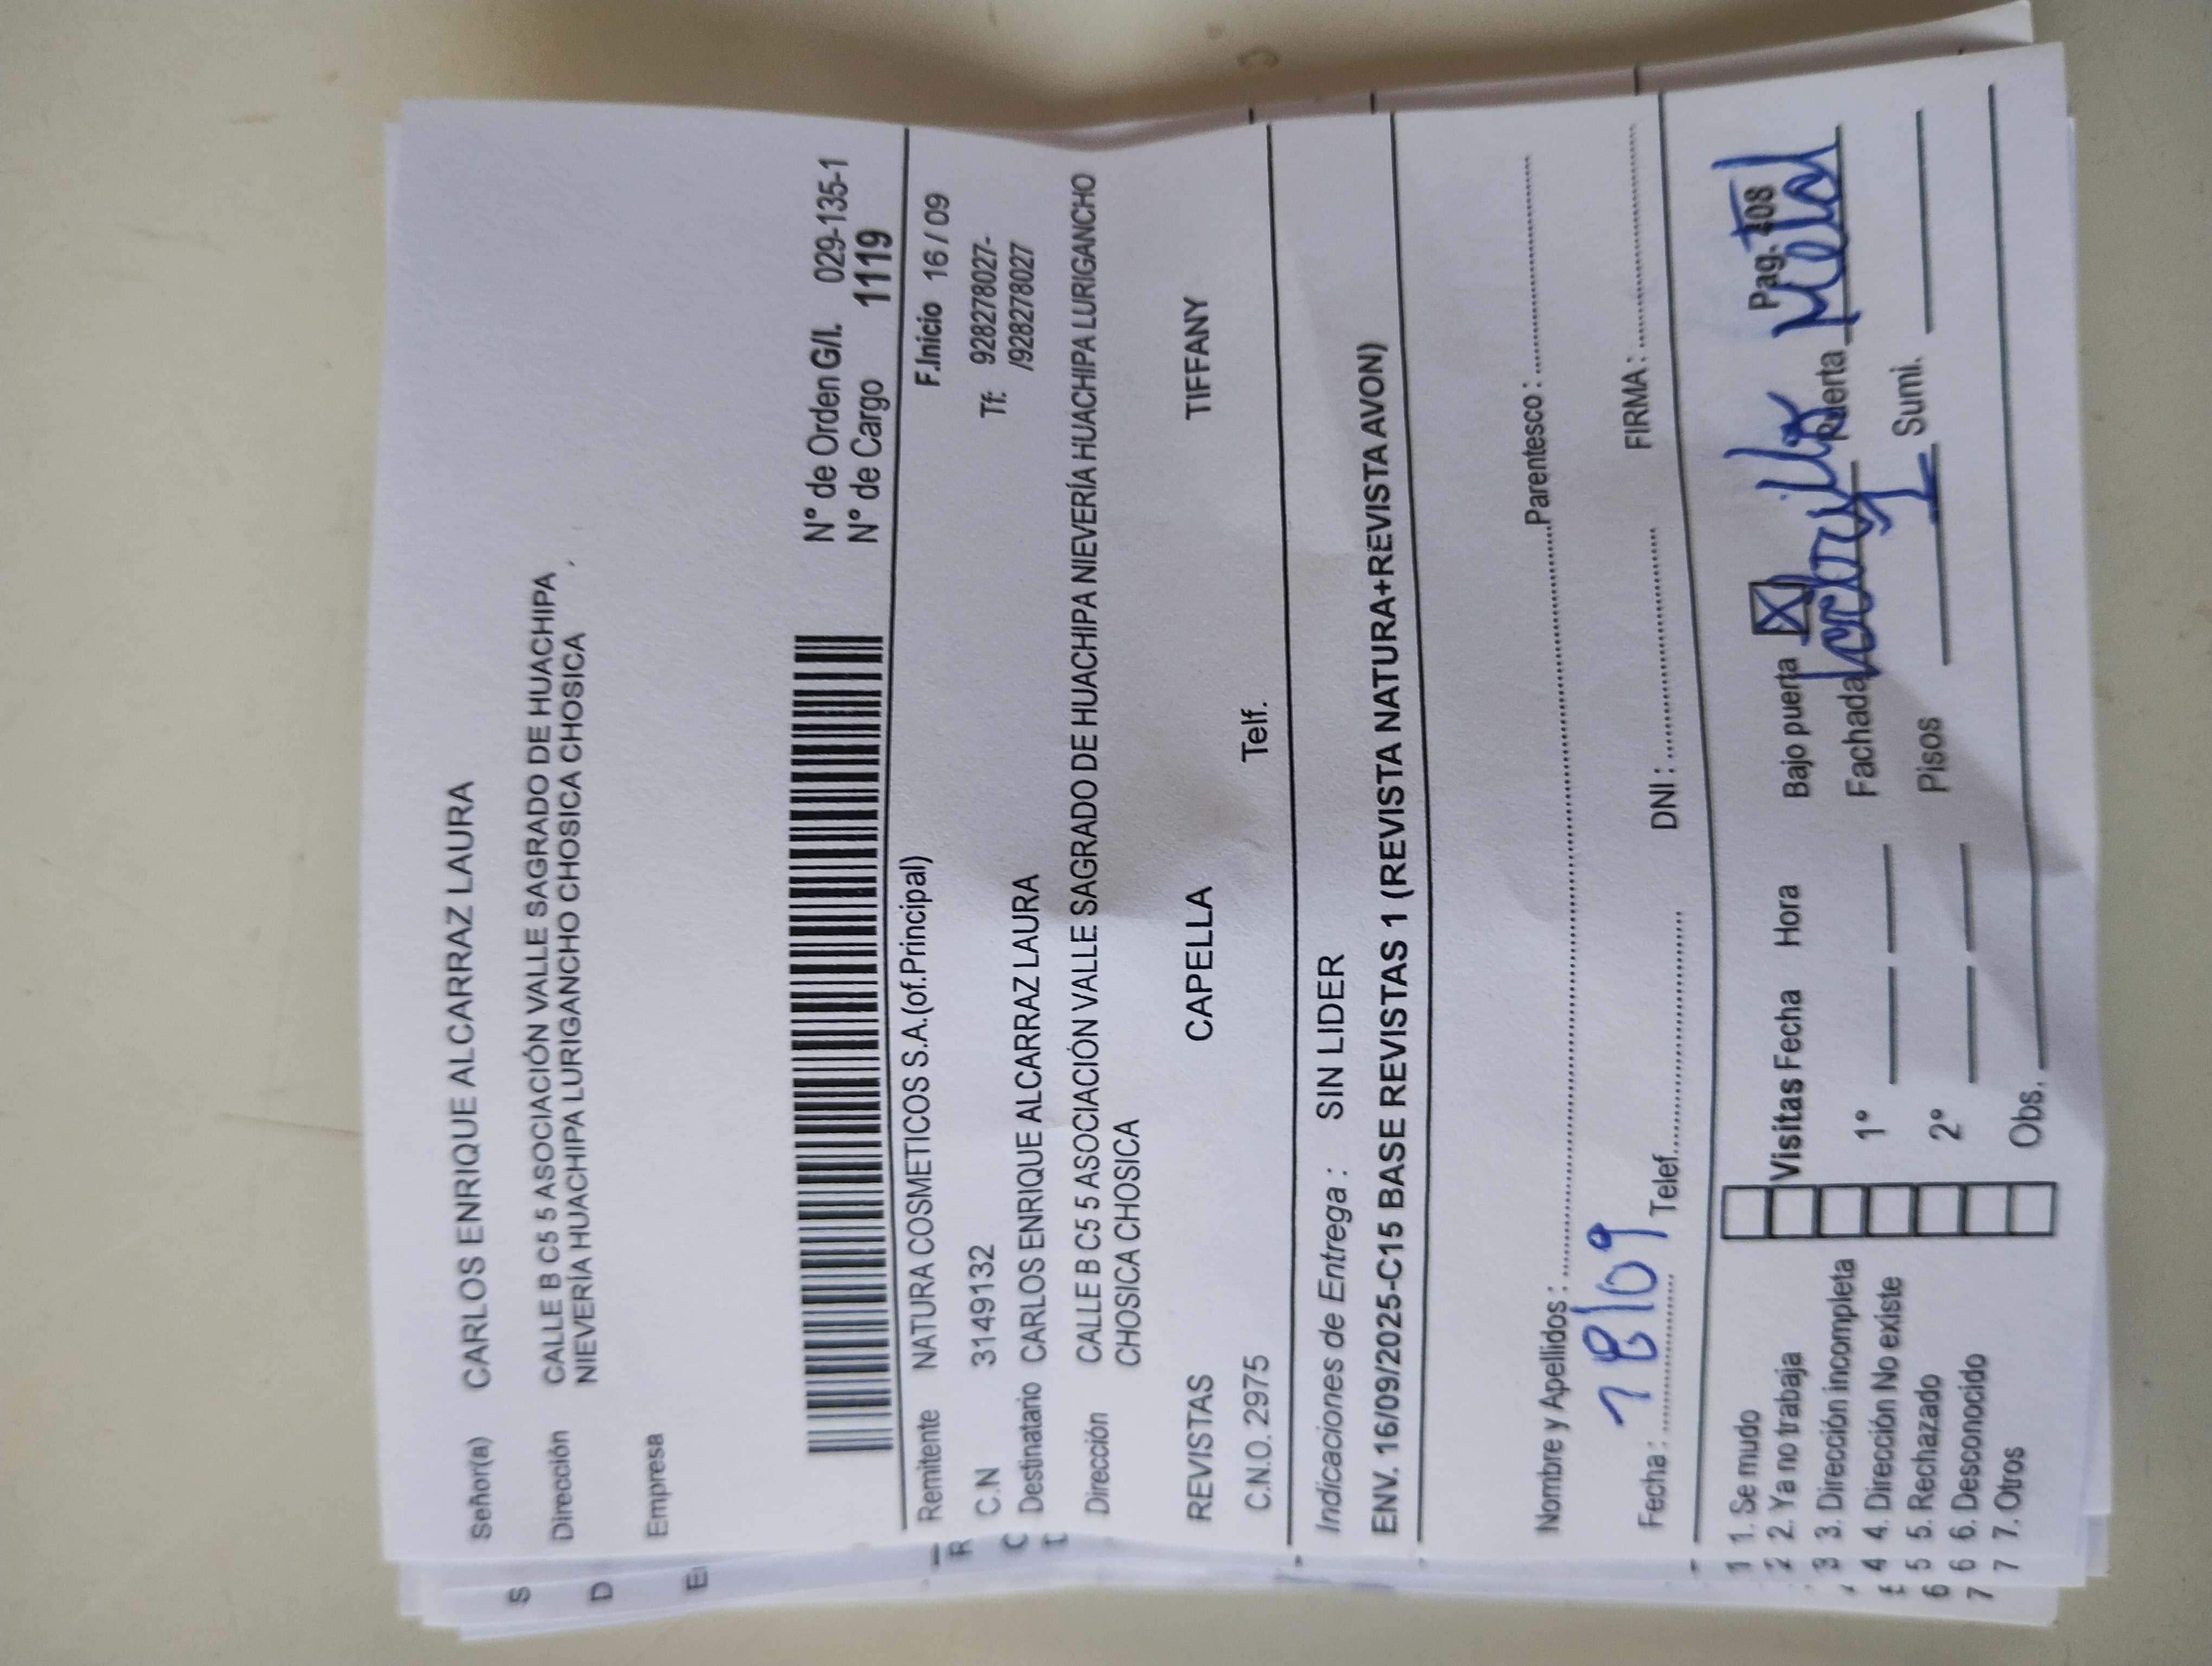 Señor(a) CARLOS ENRIQUE ALCARRAZ LAURA
Dirección CALLE B C5 5 ASOCIACIÓN VALLE SAGRADO DE HUACHIPA
NIEVERÍA HUACHIPA LURIGANCHO CHOSICA CHOSICA
Empresa
N° de Orden G/I. 029-135-1
N° de Cargo 1119
Remitente NATURA COSMETICOS S.A.(of.Principal) F.Inicio 16 / 09
C.N 3149132 Tf: 928278027-
/928278027
Destinatario CARLOS ENRIQUE ALCARRAZ LAURA
Dirección CALLE B C5 5 ASOCIACIÓN VALLE SAGRADO DE HUACHIPA NIEVERÍA HUACHIPA LURIGANCHO
CHOSICA CHOSICA
REVISTAS CAPELLA TIFFANY
C.N.O. 2975 Telf.
Indicaciones de Entrega : SIN LIDER
ENV. 16/09/2025-C15 BASE REVISTAS 1 (REVISTA NATURA+REVISTA AVON)
Nombre y Apellidos : Parentesco :
Fecha : 18/09 Telef. DNI : FIRMA :
1. Se mudo
2. Ya no trabaja Visitas Fecha Hora Bajo puerta Pag.
3. Dirección incompleta 1° Fachada Ladrillo Puerta Metal
4. Dirección No existe
5. Rechazado 2° Pisos 1 Sumi.
6. Desconocido
7. Otros Obs.